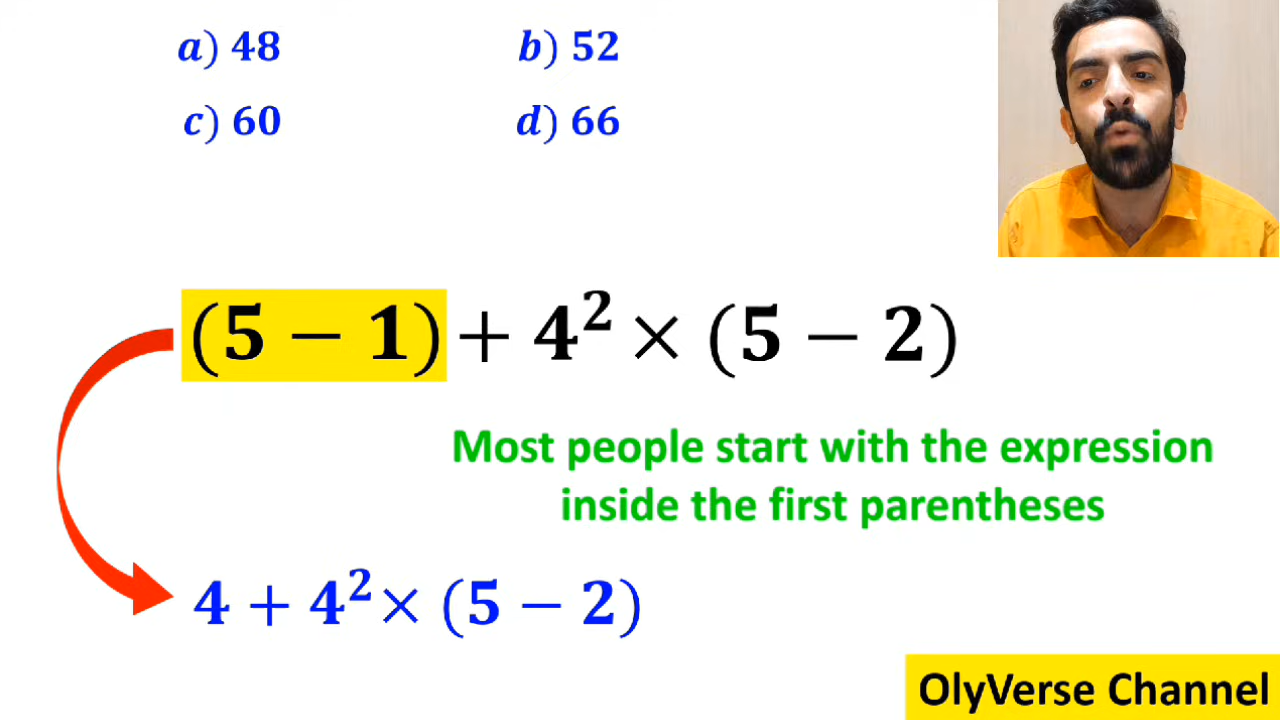 a) 48 b) 52
c) 60 d) 66
(5 − 1) + 4² × (5 − 2)
Most people start with the expression
inside the first parentheses
4 + 4² × (5 − 2)
OlyVerse Channel